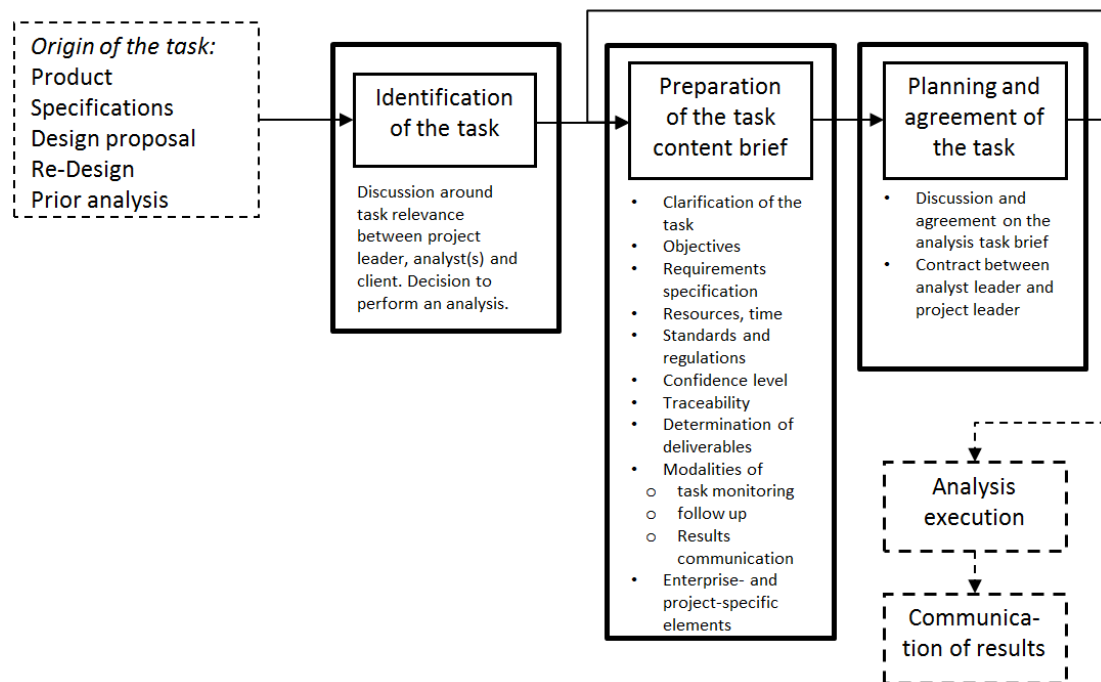 Origin of the task:
Product
Specifications
Design proposal
Re-Design
Prior analysis
Identification
of the task
Discussion around
task relevance
between project
leader, analyst(s) and
client. Decision to
perform an analysis.
Preparation
of the task
content brief
• Clarification of the
task
• Objectives
• Requirements
specification
• Resources, time
• Standards and
regulations
• Confidence level
• Traceability
• Determination of
deliverables
• Modalities of
o task monitoring
o follow up
o Results
communication
• Enterprise- and
project-specific
elements
Planning and
agreement of
the task
• Discussion and
agreement on the
analysis task brief
• Contract between
analyst leader and
project leader
Analysis
execution
Communica-
tion of results